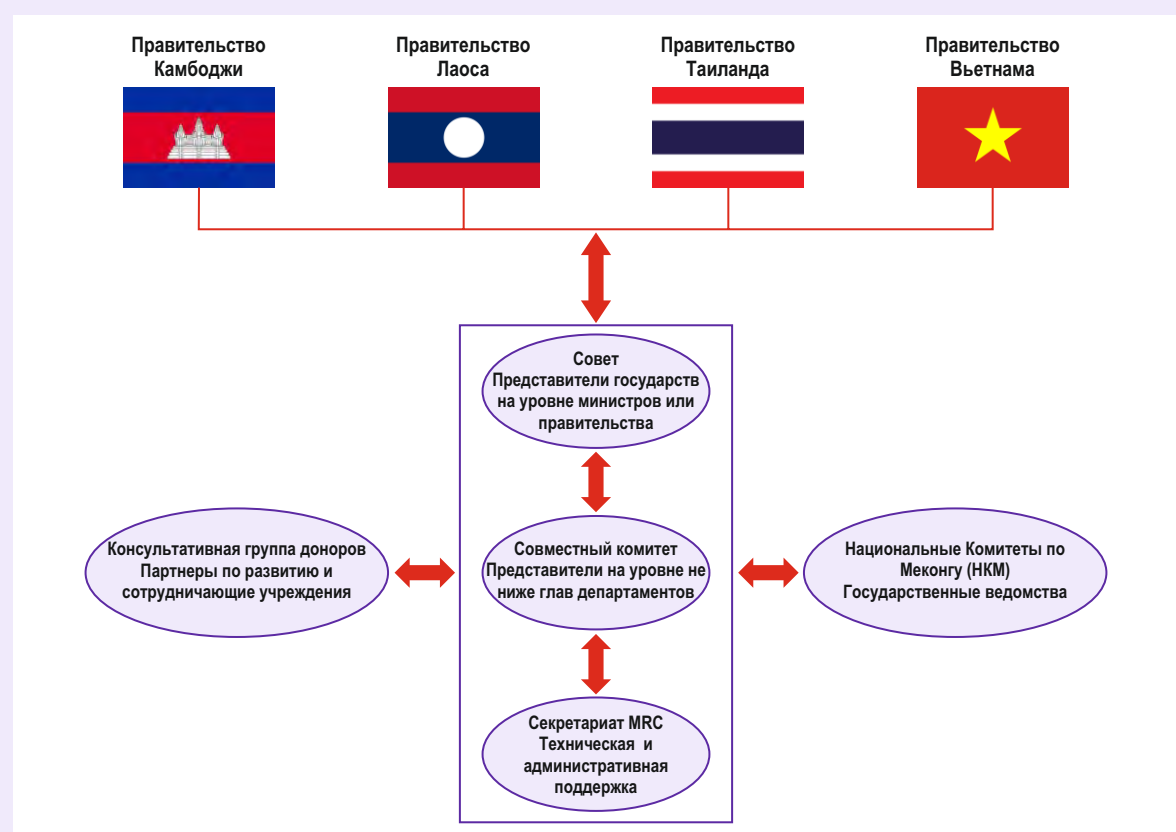 Правительство
Камбоджи
Правительство
Лаоса
Правительство
Таиланда
Правительство
Вьетнама
Совет
Представители государств
на уровне министров или
правительства
Консультативная группа доноров
Партнеры по развитию и
сотрудничающие учреждения
Совместный комитет
Представители на уровне не
ниже глав департаментов
Национальные Комитеты по
Меконгу (НКМ)
Государственные ведомства
Секретариат MRC
Техническая и
административная
поддержка